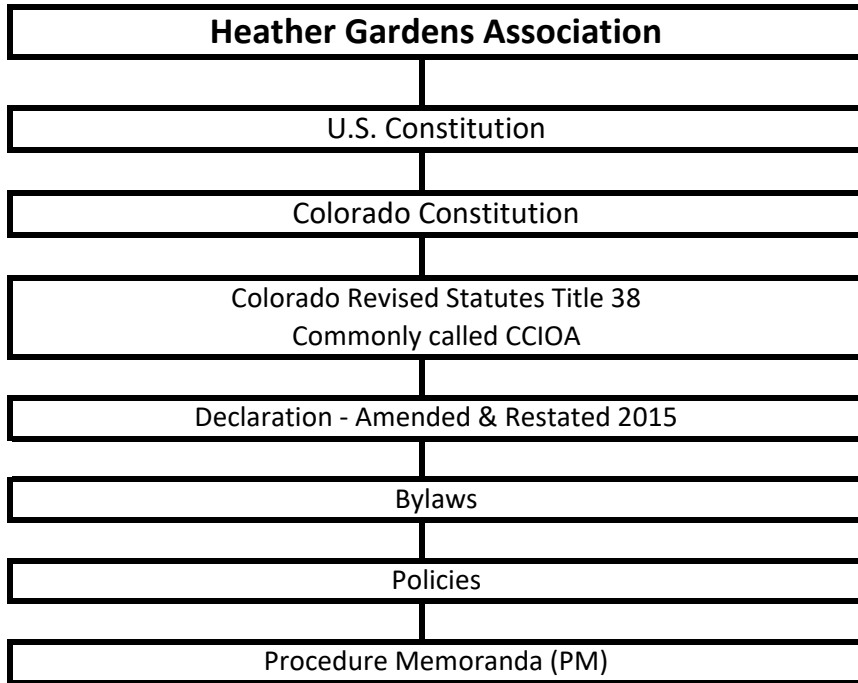 Heather Gardens Association
U.S. Constitution
Colorado Constitution
Colorado Revised Statutes Title 38
Commonly called CCIOA
Declaration - Amended & Restated 2015
Bylaws
Policies
Procedure Memoranda (PM)